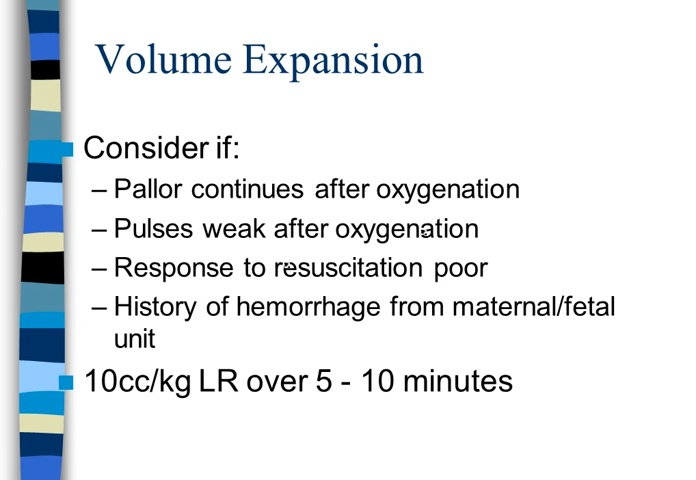 Volume Expansion
Consider if:
– Pallor continues after oxygenation
– Pulses weak after oxygenation
– Response to resuscitation poor
– History of hemorrhage from maternal/fetal
unit
10cc/kg LR over 5 - 10 minutes